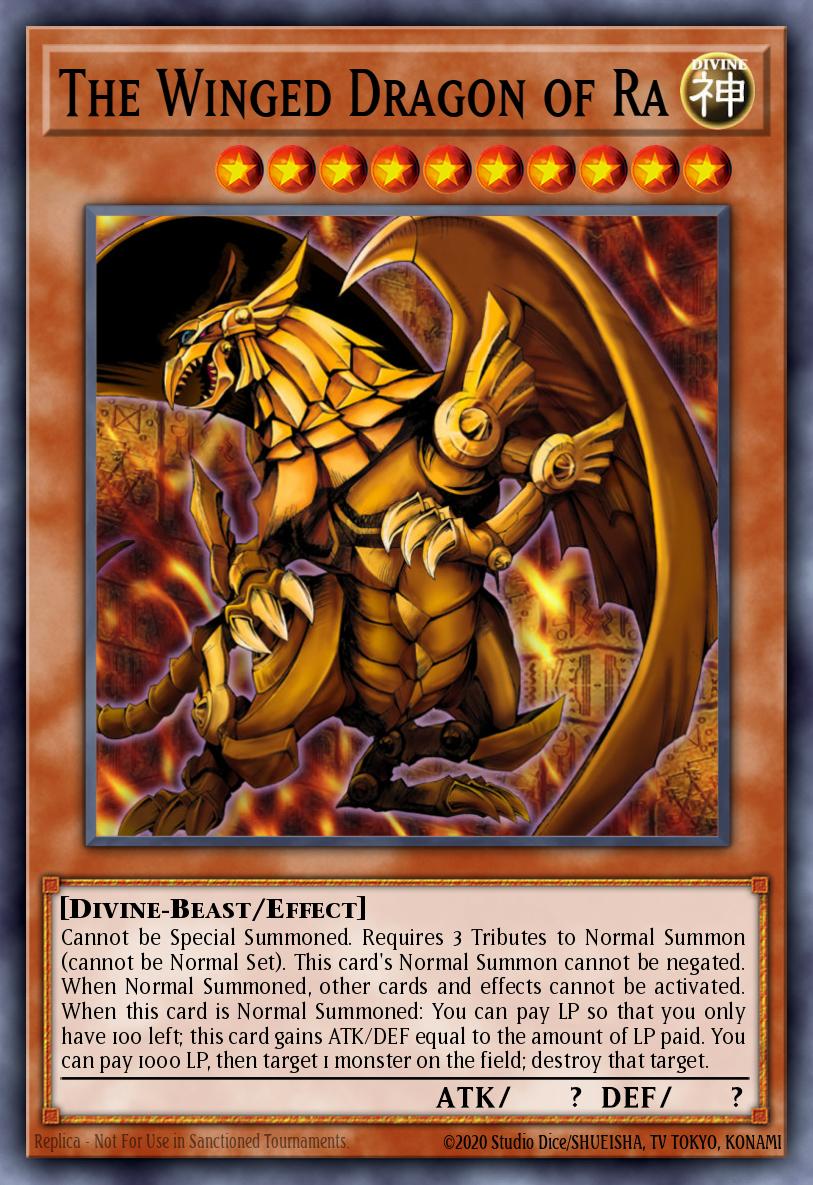 The Winged Dragon of Ra
DIVINE
神
[Divine-Beast/Effect]
Cannot be Special Summoned. Requires 3 Tributes to Normal Summon
(cannot be Normal Set). This card's Normal Summon cannot be negated.
When Normal Summoned, other cards and effects cannot be activated.
When this card is Normal Summoned: You can pay LP so that you only
have 100 left; this card gains ATK/DEF equal to the amount of LP paid. You
can pay 1000 LP, then target 1 monster on the field; destroy that target.
ATK/ ? DEF/ ?
Replica - Not For Use in Sanctioned Tournaments. ©2020 Studio Dice/SHUEISHA, TV TOKYO, KONAMI